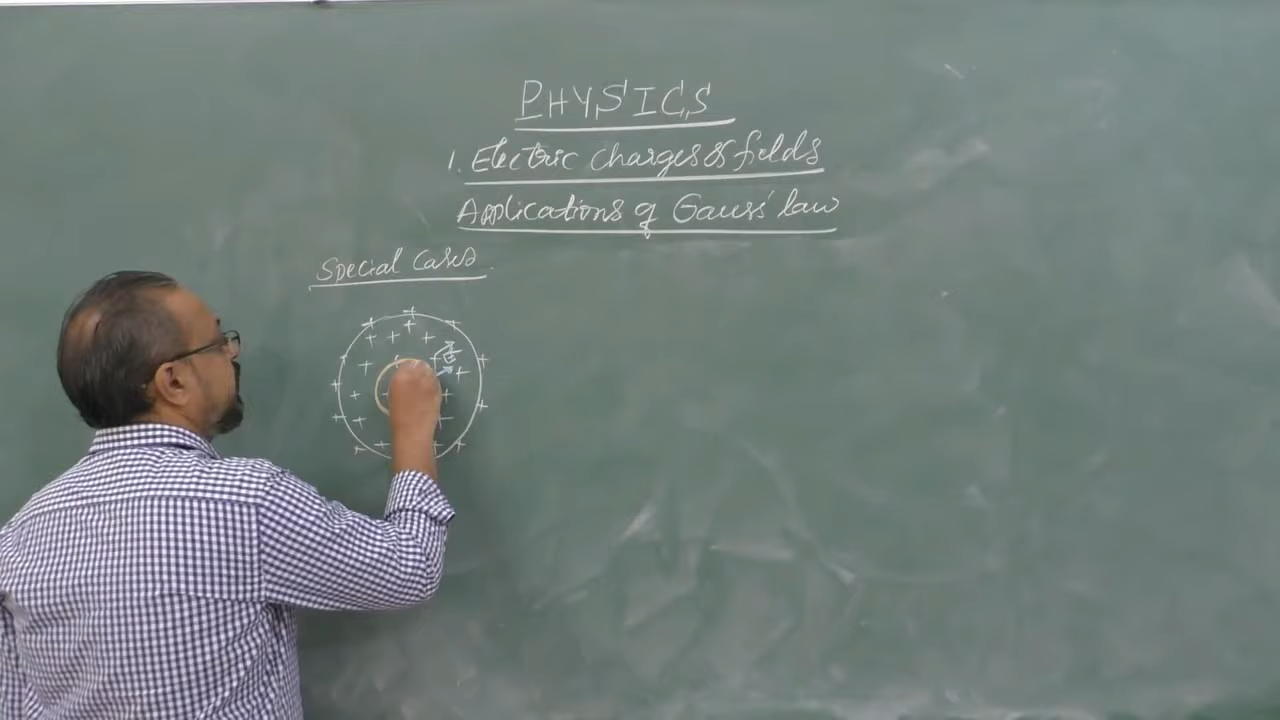 PHYSICS
1. Electric charges & fields
Applications of Gauss' law
Special Cases